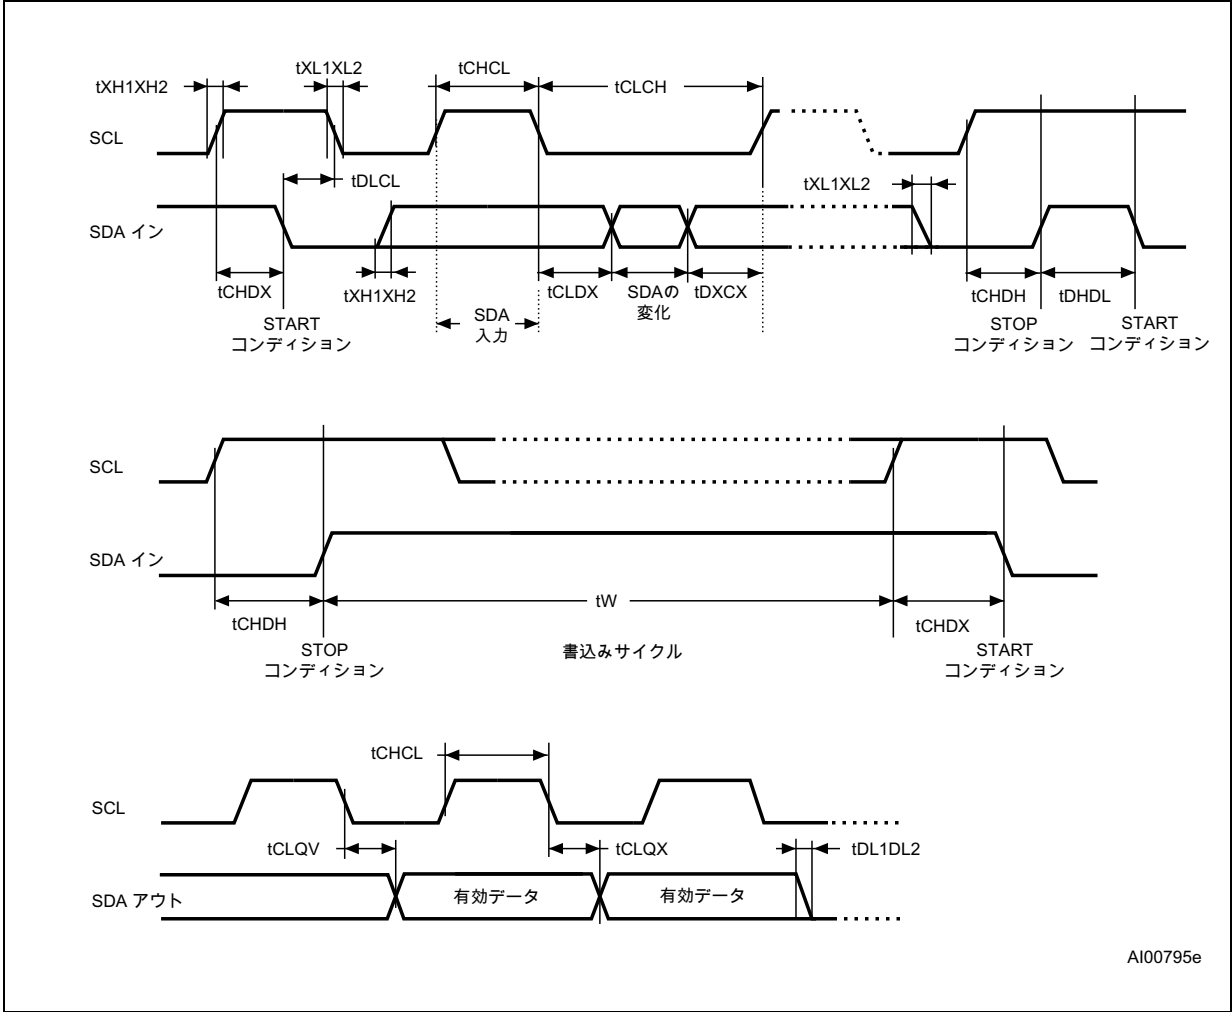 tXH1XH2
tXL1XL2
tCHCL
tCLCH
SCL
tDLCL
tXL1XL2
SDA イン
tCHDX
tXH1XH2
tCLDX
SDAの
変化
tDXCX
tCHDH
tDHDL
START
コンディション
SDA
入力
STOP
コンディション
START
コンディション
SCL
SDA イン
tCHDH
tW
tCHDX
STOP
コンディション
書込みサイクル
START
コンディション
tCHCL
SCL
tCLQV
tCLQX
tDL1DL2
SDA アウト
有効データ
有効データ
AI00795e